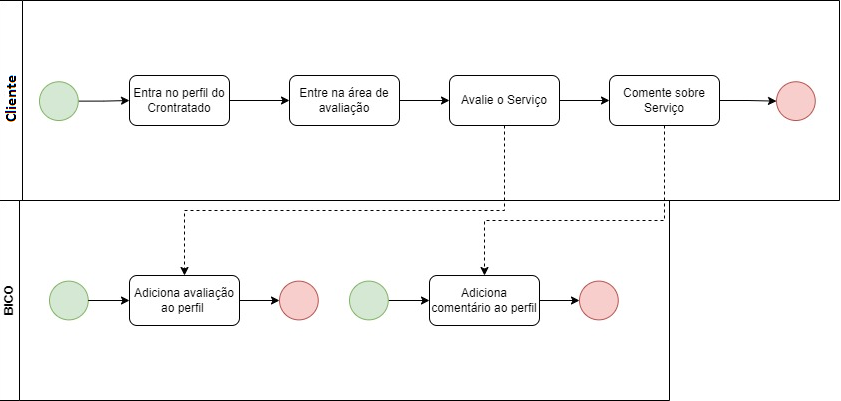 Cliente
Entra no perfil do
Crontratado
Entre na área de
avaliação
Avalie o Serviço
Comente sobre
Serviço
BICO
Adiciona avaliação
ao perfil
Adiciona
comentário ao perfil